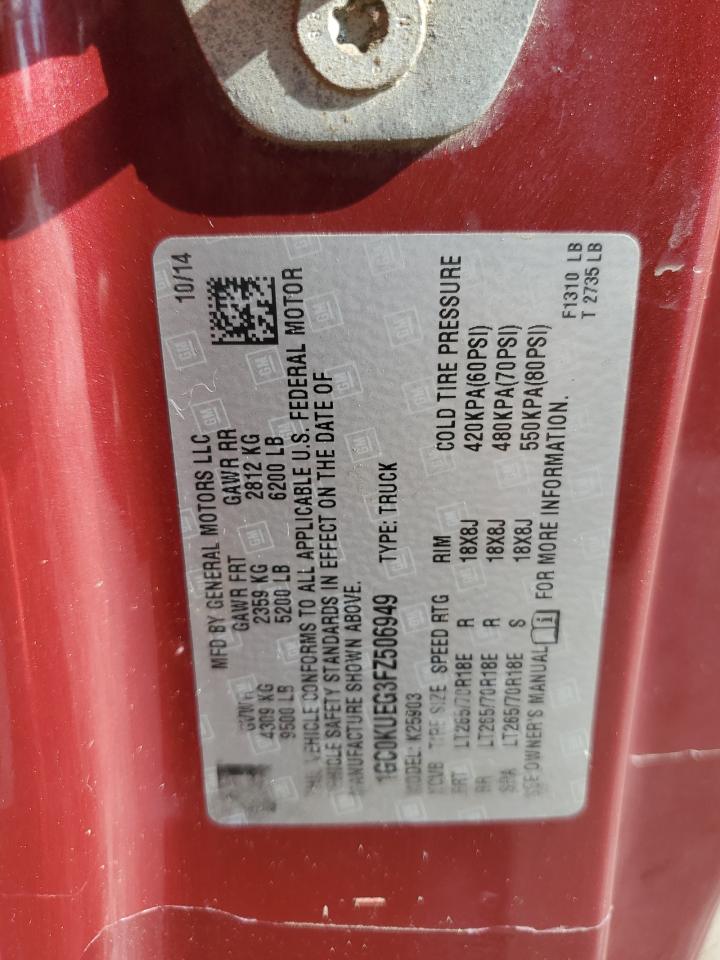 10/14
MFD BY GENERAL MOTORS LLC
GAWR FRT GAWR RR
4309 KG 2359 KG 2812 KG
9500 LB 5200 LB 6200 LB
VEHICLE CONFORMS TO ALL APPLICABLE U.S. FEDERAL MOTOR
VEHICLE SAFETY STANDARDS IN EFFECT ON THE DATE OF
MANUFACTURE SHOWN ABOVE.
1GC0KUEG3FZ506949 TYPE: TRUCK
MODEL: K25903
TIRE SIZE SPEED RTG RIM COLD TIRE PRESSURE
FRT LT265/70R18E R 18X8J 420KPA(60PSI)
RR LT265/70R18E R 18X8J 480KPA(70PSI)
SPA LT265/70R18E S 18X8J 550KPA(80PSI)
SEE OWNER'S MANUAL FOR MORE INFORMATION.
F1310 LB
T 2735 LB